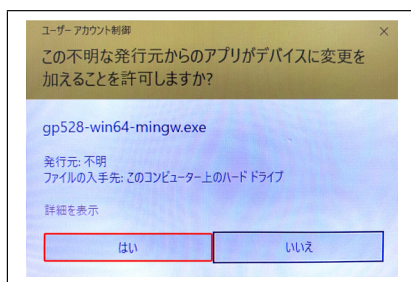 ユーザー アカウント制御
×
この不明な発行元からのアプリがデバイスに変更を
加えることを許可しますか?
gp528-win64-mingw.exe
発行元: 不明
ファイルの入手先: このコンピューター上のハード ドライブ
詳細を表示
はい
いいえ